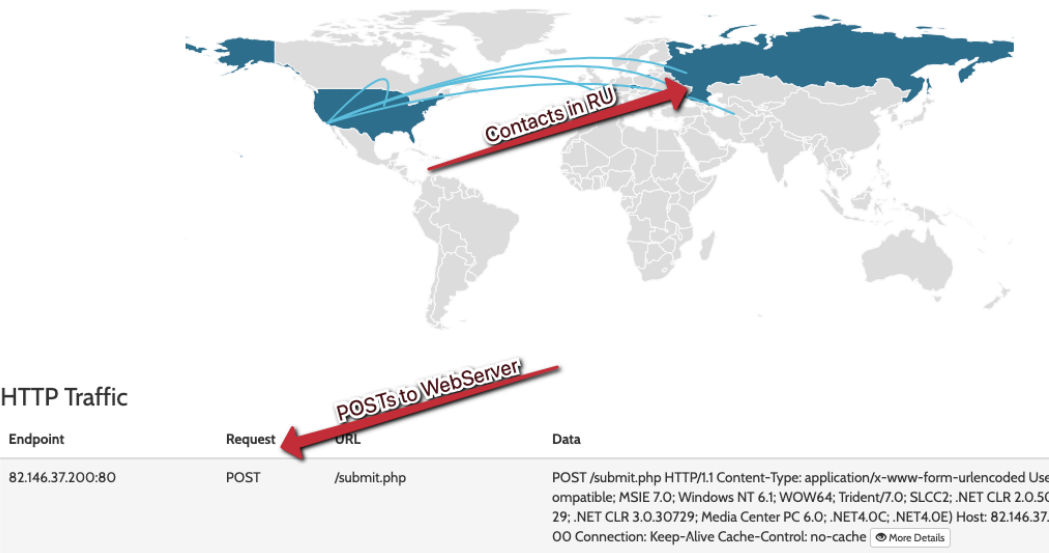 Contacts in RU
POSTs to WebServer
HTTP Traffic
Endpoint Request URL Data
82.146.37.200:80 POST /submit.php POST /submit.php HTTP/1.1 Content-Type: application/x-www-form-urlencoded Use
ompatible; MSIE 7.0; Windows NT 6.1; WOW64; Trident/7.0; SLCC2; .NET CLR 2.0.50
29; .NET CLR 3.0.30729; Media Center PC 6.0; .NET4.0C; .NET4.0E) Host: 82.146.37.
00 Connection: Keep-Alive Cache-Control: no-cache More Details